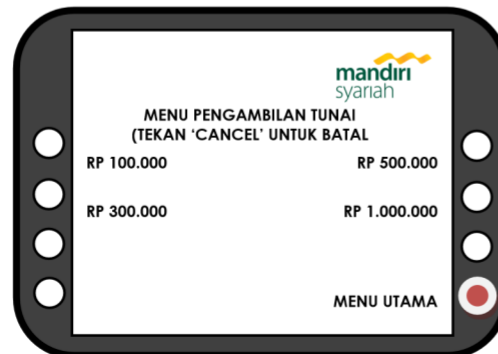 mandiri
syariah
MENU PENGAMBILAN TUNAI
(TEKAN ‘CANCEL’ UNTUK BATAL
RP 100.000 RP 500.000
RP 300.000 RP 1.000.000
MENU UTAMA